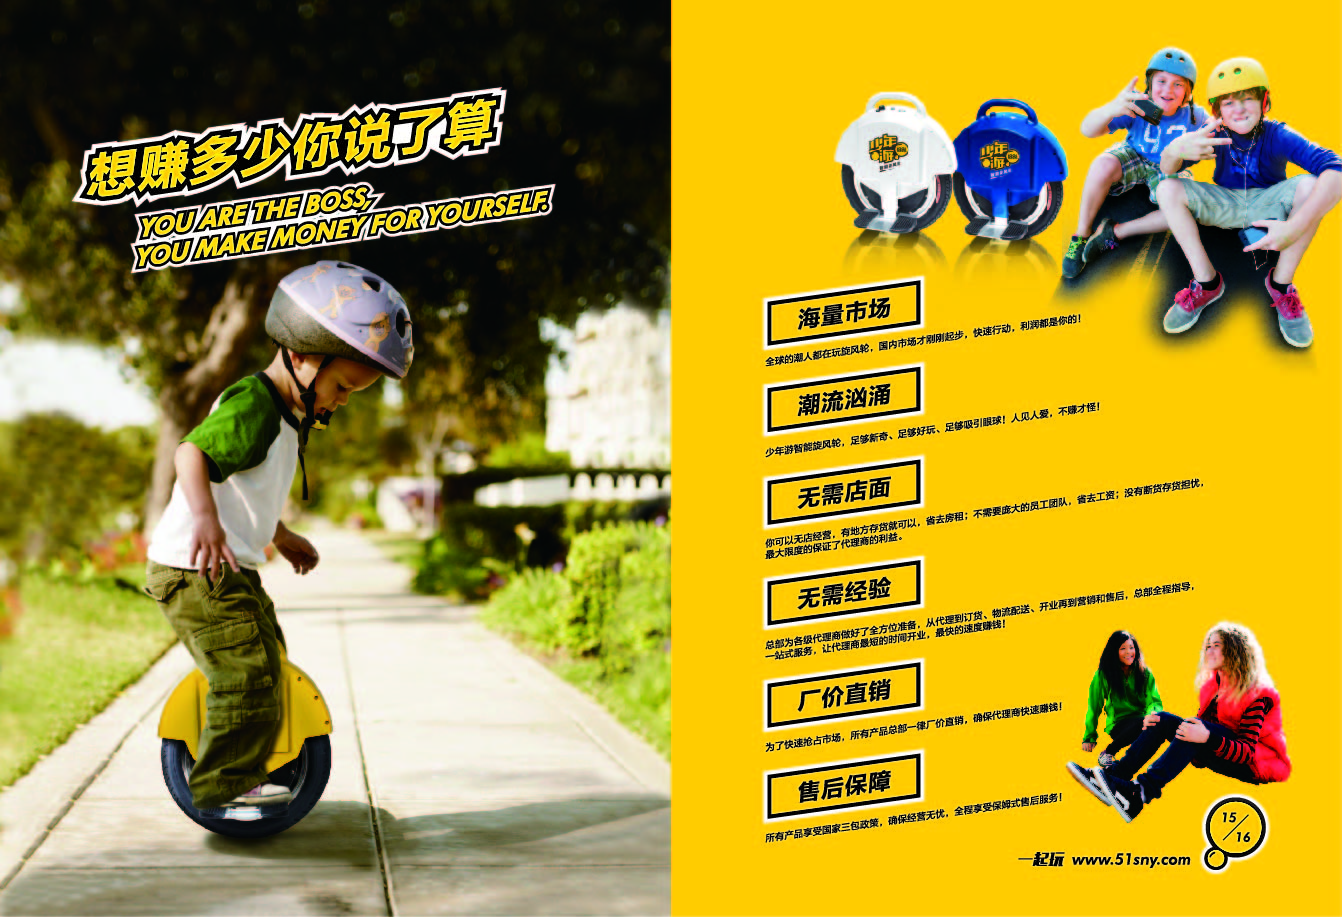 想赚多少你说了算
YOU ARE THE BOSS,
YOU MAKE MONEY FOR YOURSELF.
少年游
少年游
海量市场
全球的潮人都在玩旋风轮，国内市场才刚刚起步，快速行动，利润都是你的！
潮流汹涌
少年游智能旋风轮，足够新奇、足够好玩、足够吸引眼球！人见人爱，不赚才怪！
无需店面
你可以无店经营，有地方存货就可以，省去房租；不需要庞大的员工团队，省去工资；没有断货存货担忧，
最大限度的保证了代理商的利益。
无需经验
总部为各级代理商做好了全方位准备，从代理到订货、物流配送、开业再到营销和售后，总部全程指导，
一站式服务，让代理商最短的时间开业，最快的速度赚钱！
厂价直销
为了快速抢占市场，所有产品总部一律厂价直销，确保代理商快速赚钱！
售后保障
所有产品享受国家三包政策，确保经营无忧，全程享受保姆式售后服务！
15/16
一起玩 www.51sny.com